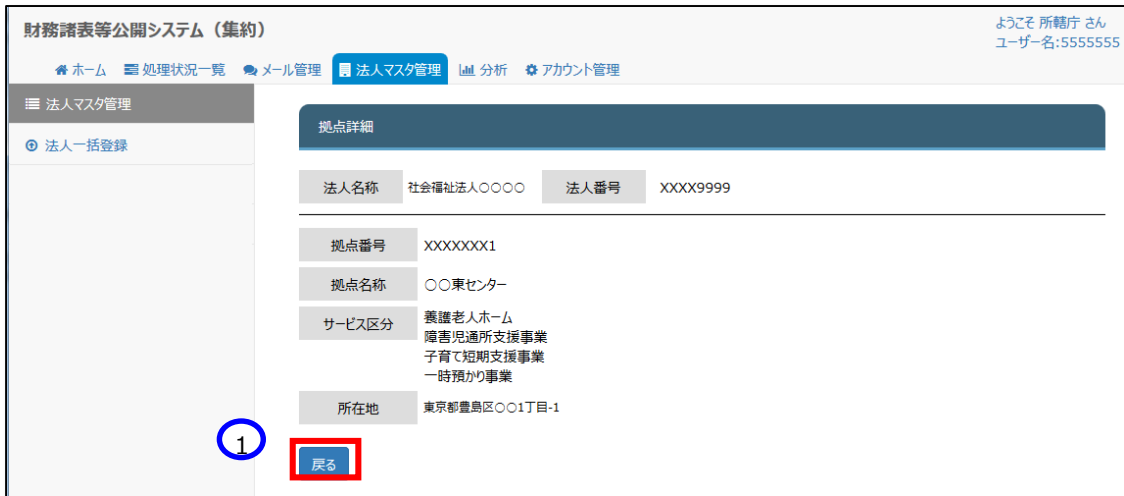 財務諸表等公開システム（集約）
ようこそ 所轄庁 さん
ユーザー名:5555555
ホーム 処理状況一覧 メール管理 法人マスタ管理 分析 アカウント管理
法人マスタ管理
法人一括登録
拠点詳細
法人名称 社会福祉法人○○○○ 法人番号 XXXX9999
拠点番号 XXXXXXX1
拠点名称 ○○東センター
サービス区分 養護老人ホーム
障害児通所支援事業
子育て短期支援事業
一時預かり事業
所在地 東京都豊島区○○1丁目-1
1
戻る